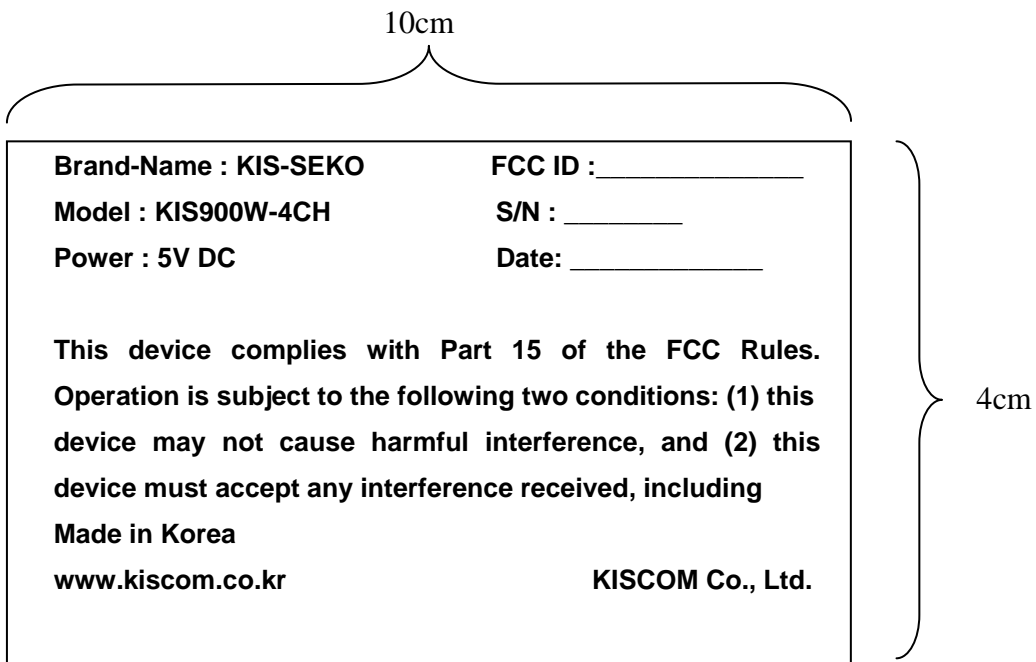 10cm
Brand-Name : KIS-SEKO FCC ID :______________
Model : KIS900W-4CH S/N : ________
Power : 5V DC Date: _____________
This device complies with Part 15 of the FCC Rules.
Operation is subject to the following two conditions: (1) this
device may not cause harmful interference, and (2) this
device must accept any interference received, including
Made in Korea
www.kiscom.co.kr KISCOM Co., Ltd.
4cm